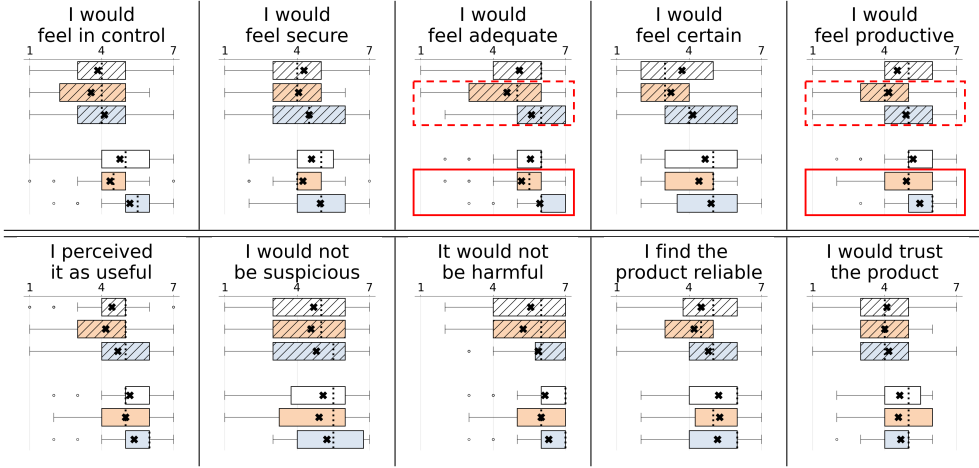 I would
feel in control
I would
feel secure
I would
feel adequate
I would
feel certain
I would
feel productive
1 4 7
1 4 7
1 4 7
1 4 7
1 4 7
I perceived
it as useful
I would not
be suspicious
It would not
be harmful
I find the
product reliable
I would trust
the product
1 4 7
1 4 7
1 4 7
1 4 7
1 4 7